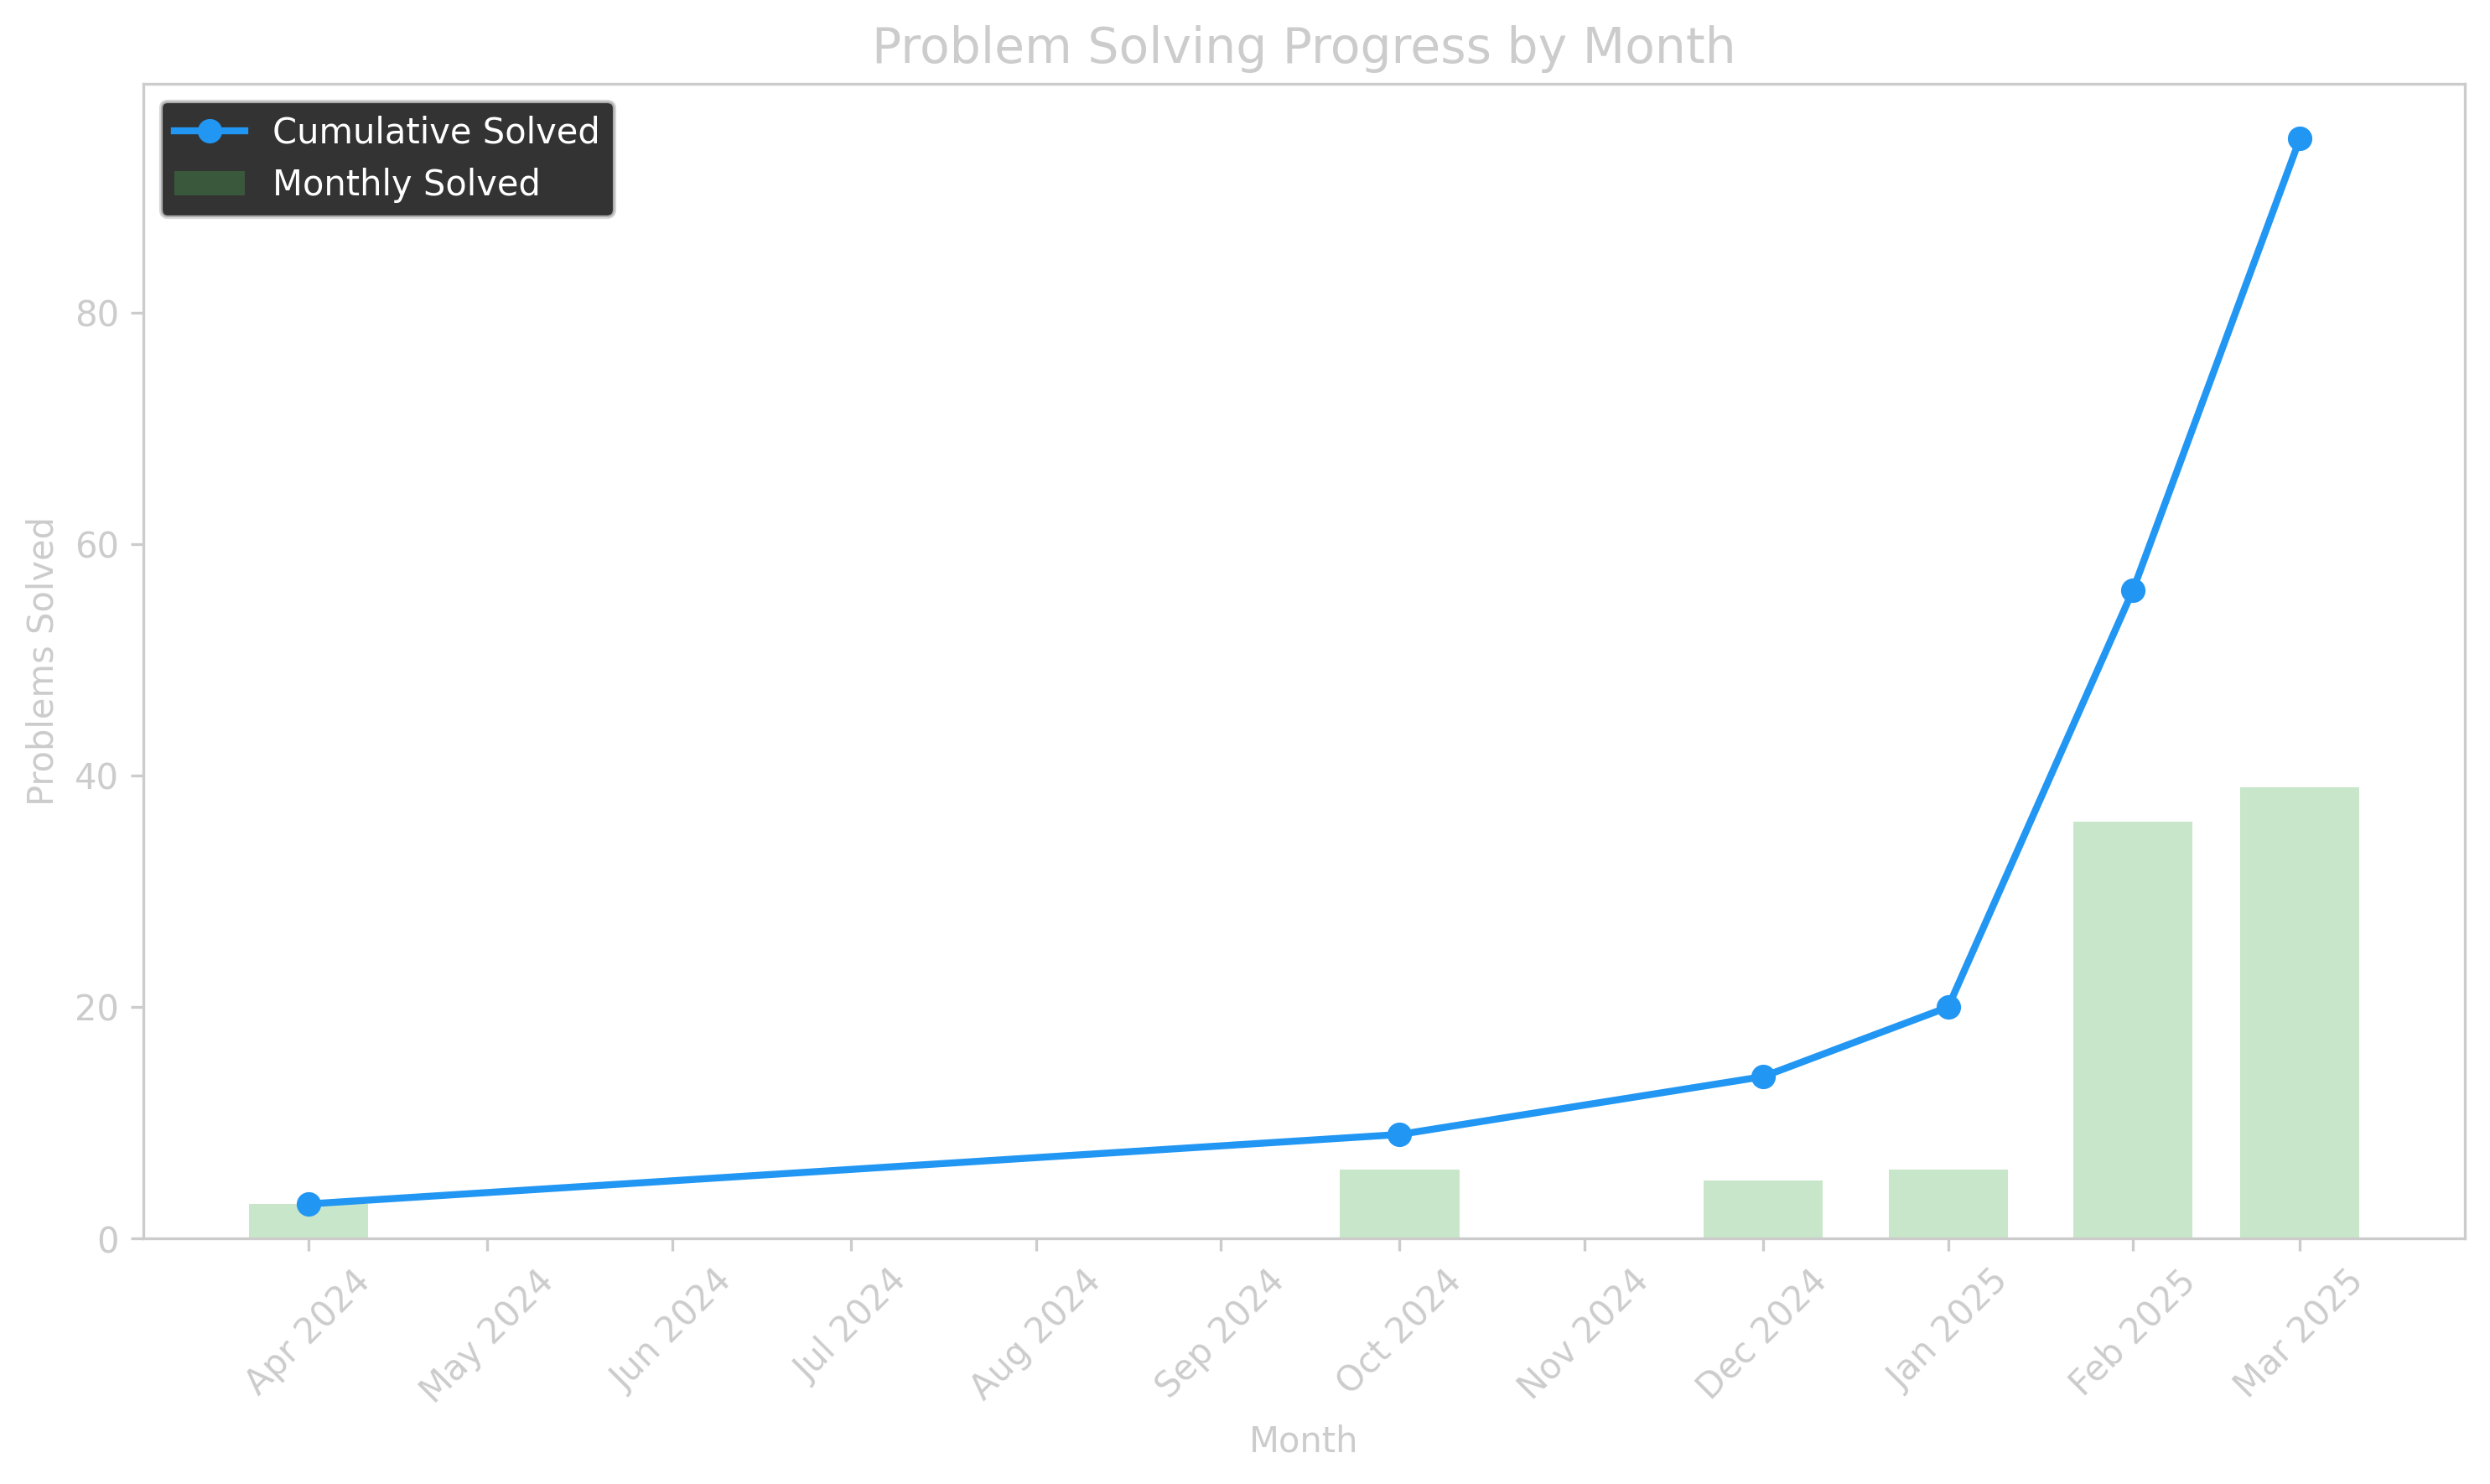 Problem Solving Progress by Month
Cumulative Solved
Monthly Solved
Problems Solved
80
60
40
20
0
Apr 2024
May 2024
Jun 2024
Jul 2024
Aug 2024
Sep 2024
Oct 2024
Nov 2024
Dec 2024
Jan 2025
Feb 2025
Mar 2025
Month